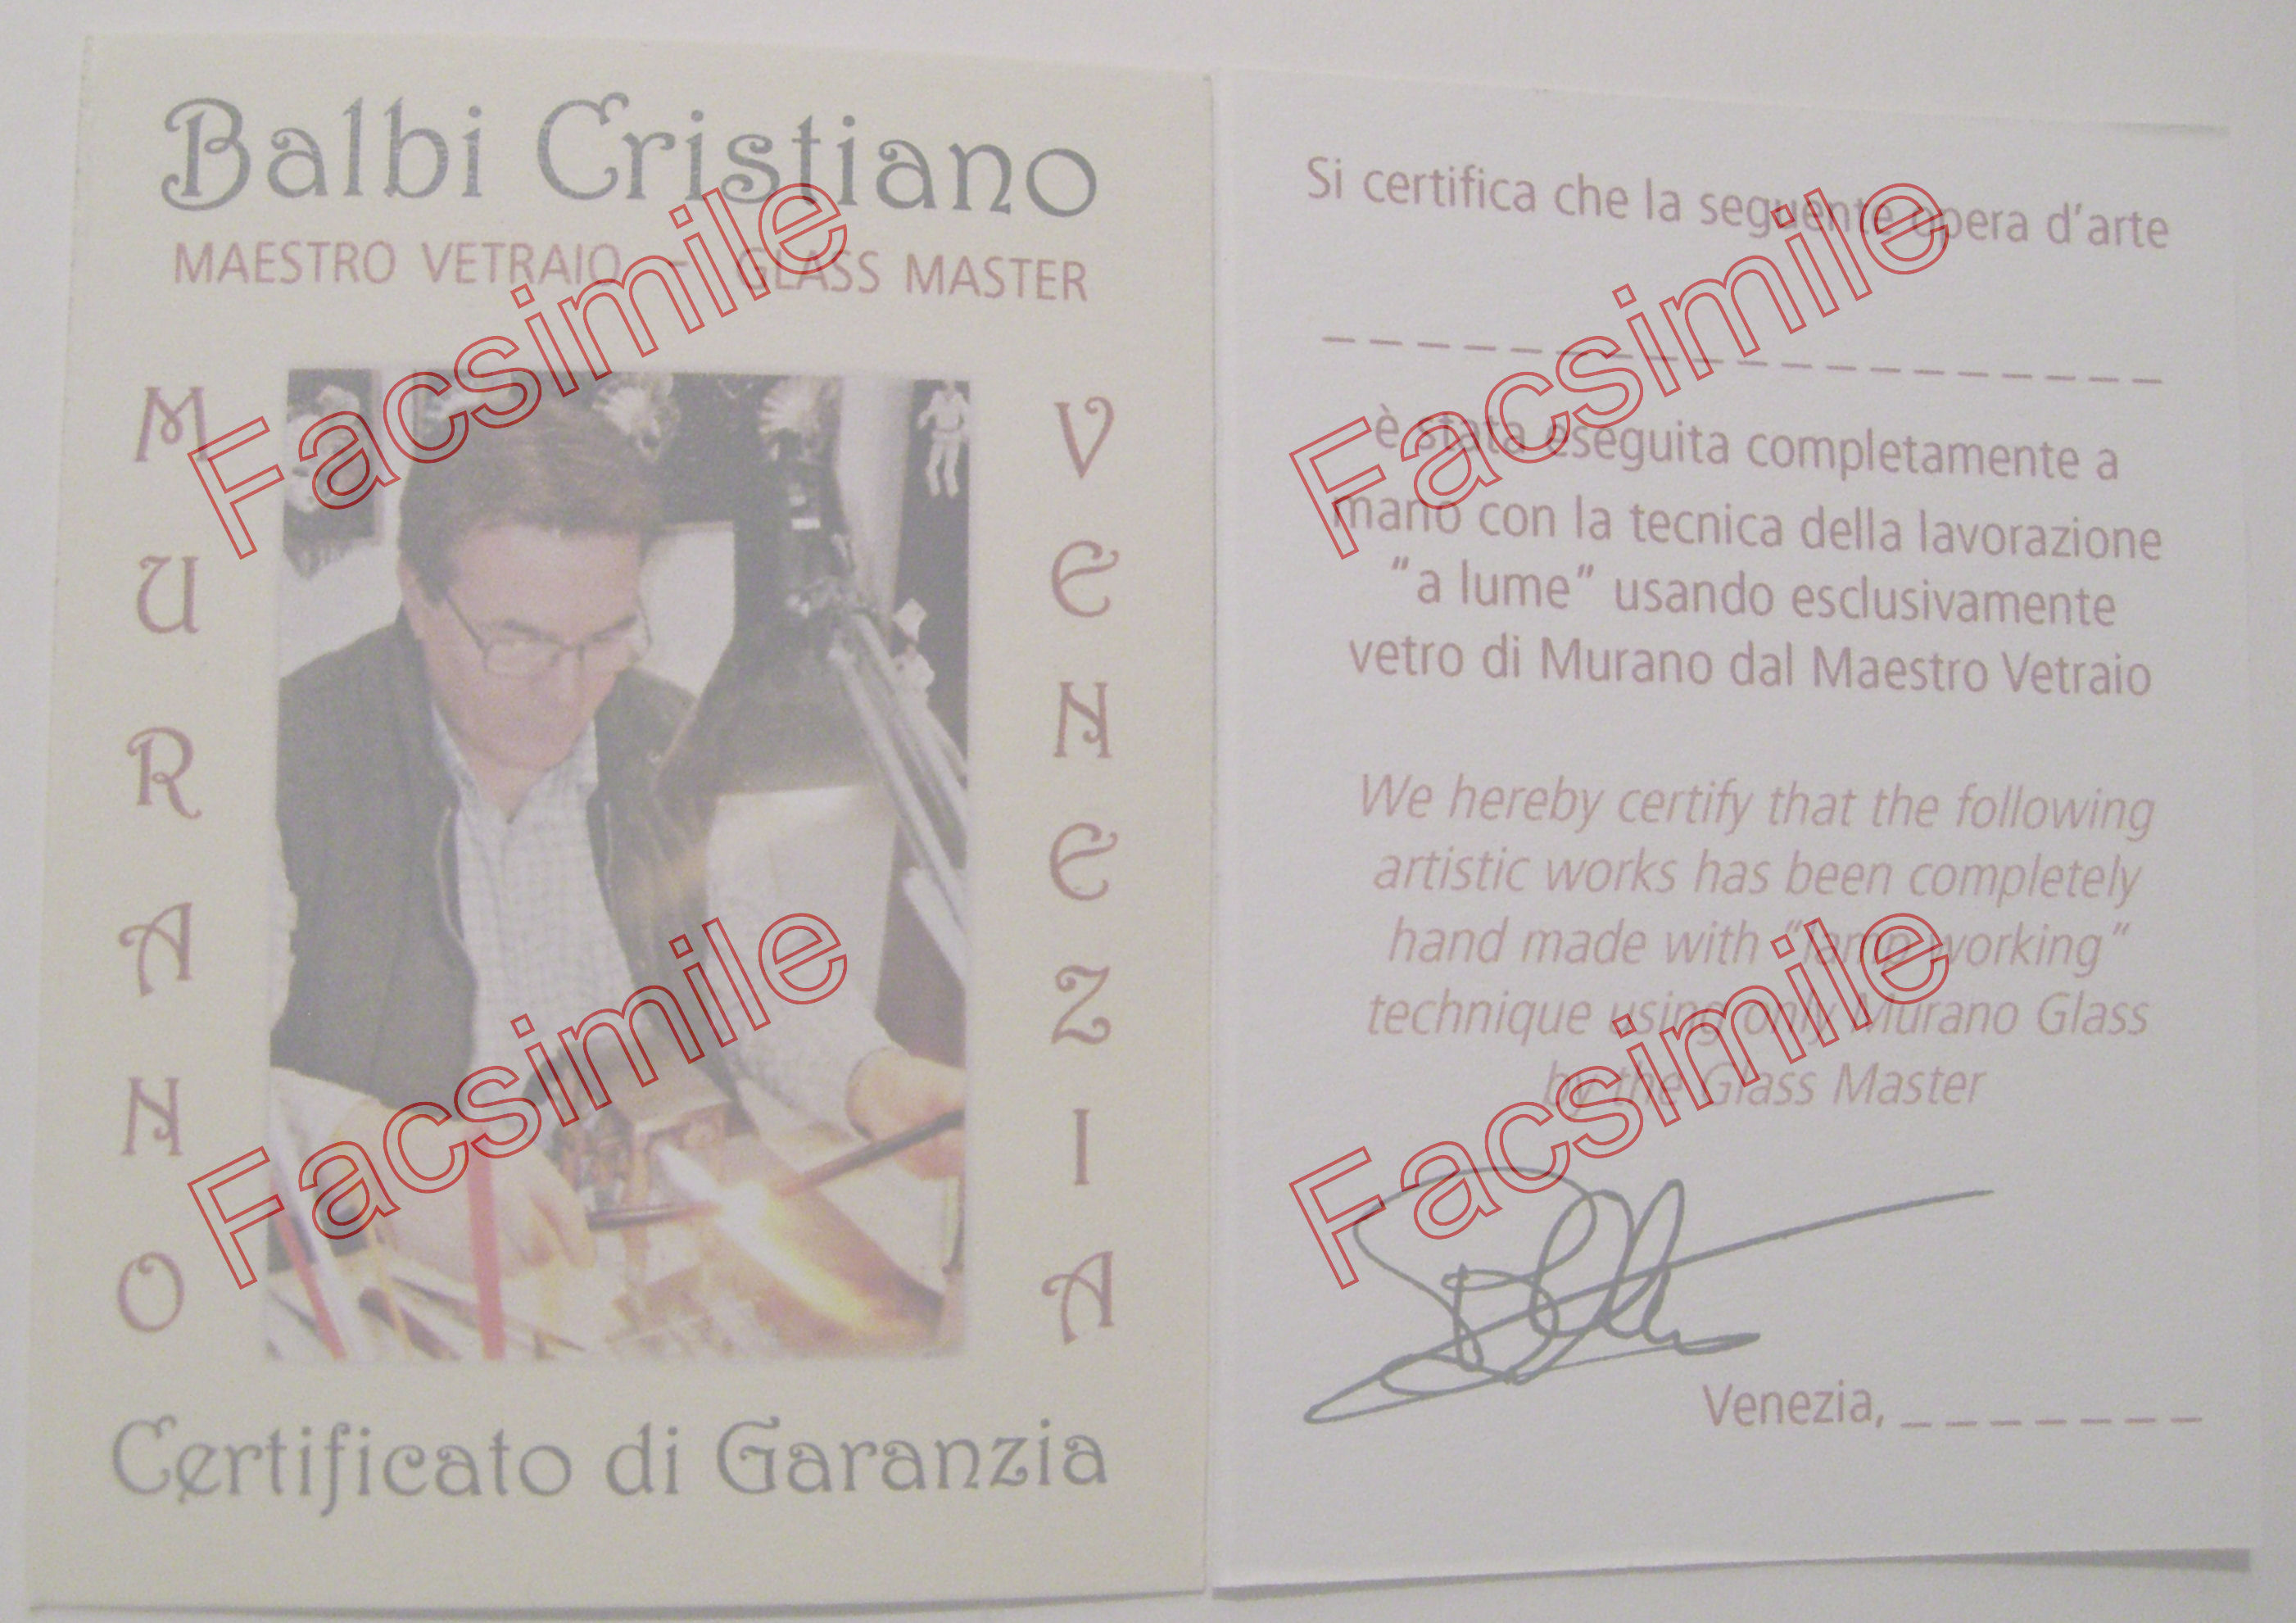 Balbi Cristiano
MAESTRO VETRAIO - GLASS MASTER
MURANO
VENEZIA
Certificato di Garanzia
Facsimile
Facsimile
Si certifica che la seguente opera d'arte
_ _ _ _ _ _ _ _ _ _ _ _ _ _ _ _ _ _
è stata eseguita completamente a
mano con la tecnica della lavorazione
"a lume" usando esclusivamente
vetro di Murano dal Maestro Vetraio
We hereby certify that the following
artistic works has been completely
hand made with "lamp working"
technique using only Murano Glass
by the Glass Master
Venezia, _ _ _ _ _ _ _
Facsimile
Facsimile